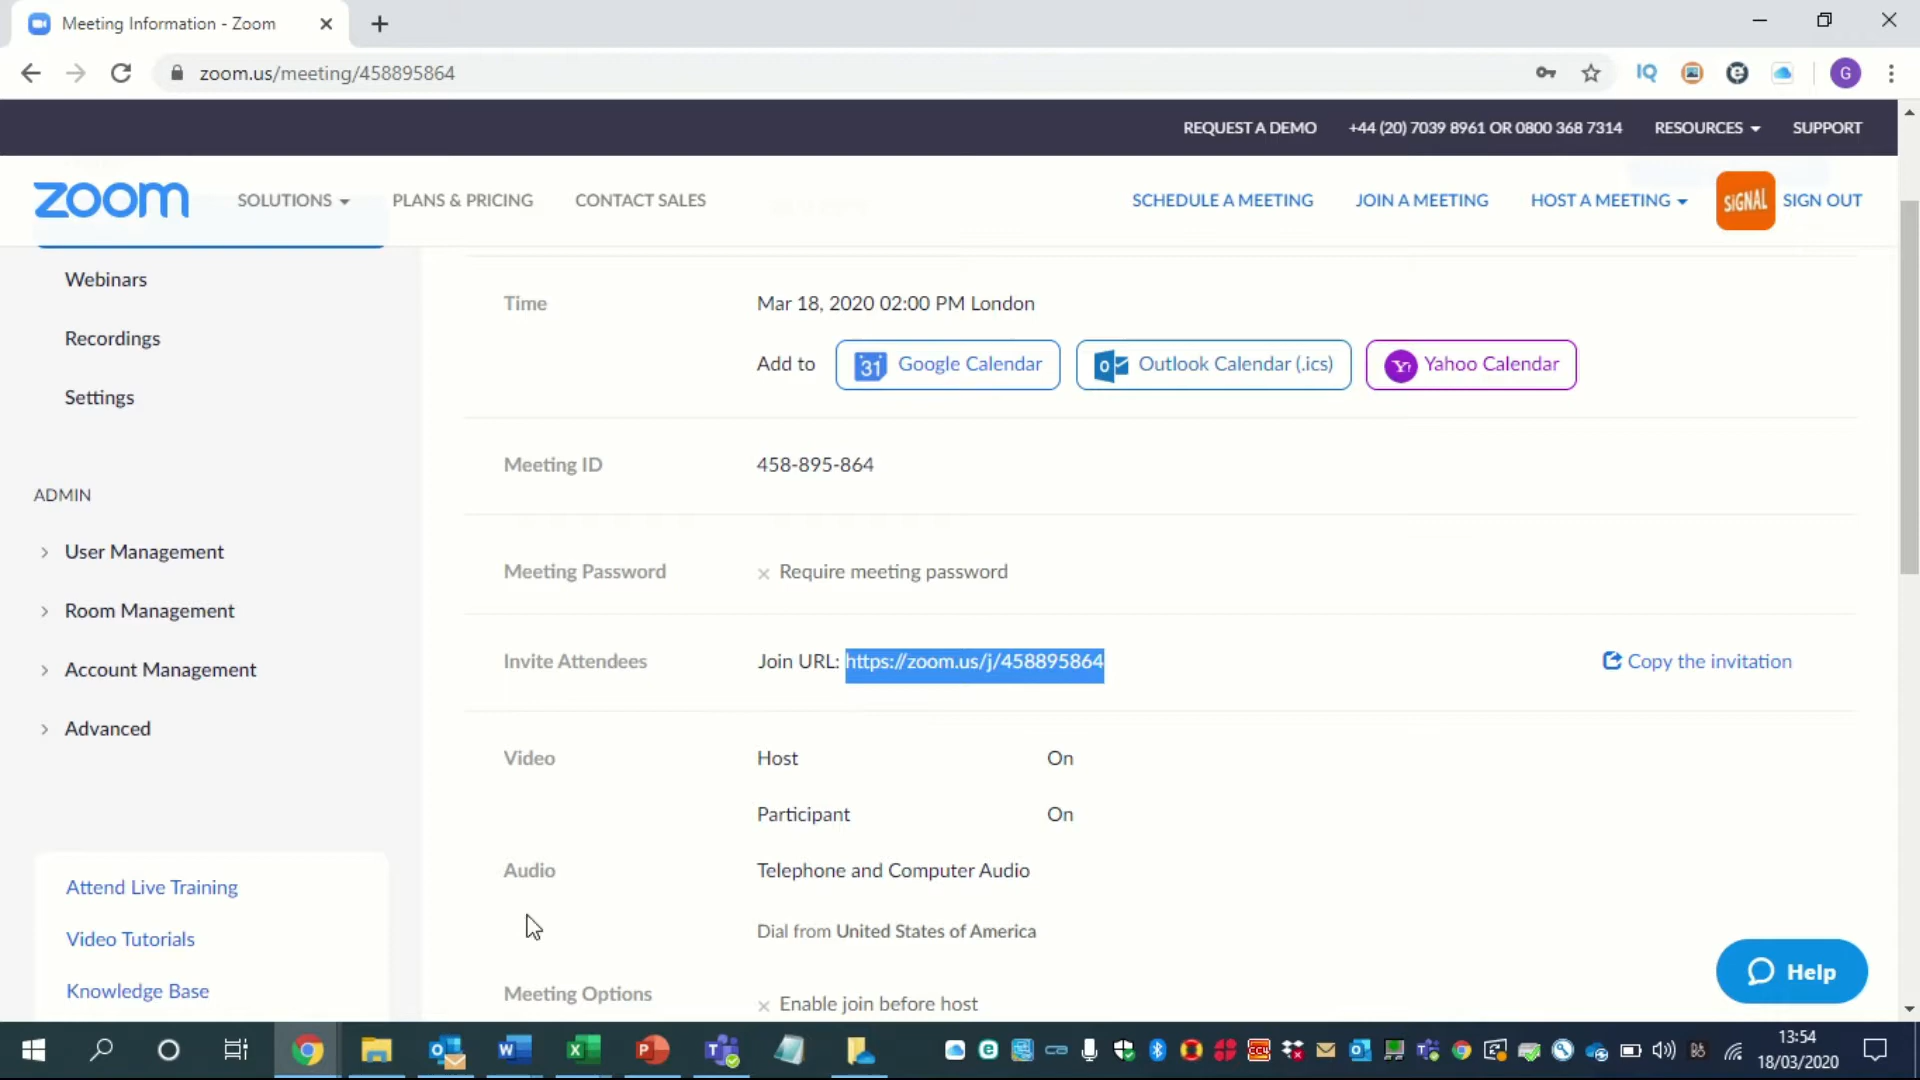 Meeting Information - Zoom
zoom.us/meeting/458895864
IQ
G
REQUEST A DEMO
+44 (20) 7039 8961 OR 0800 368 7314
RESOURCES
SUPPORT
zoom
SOLUTIONS
PLANS & PRICING
CONTACT SALES
SCHEDULE A MEETING
JOIN A MEETING
HOST A MEETING
SIGNAL
SIGN OUT
Webinars
Recordings
Settings
ADMIN
User Management
Room Management
Account Management
Advanced
Attend Live Training
Video Tutorials
Knowledge Base
Time
Mar 18, 2020 02:00 PM London
Add to
31 Google Calendar
Outlook Calendar (.ics)
Yahoo Calendar
Meeting ID
458-895-864
Meeting Password
Require meeting password
Invite Attendees
Join URL: https://zoom.us/j/458895864
Copy the invitation
Video
Host
On
Participant
On
Audio
Telephone and Computer Audio
Dial from United States of America
Meeting Options
Enable join before host
Help
13:54
18/03/2020